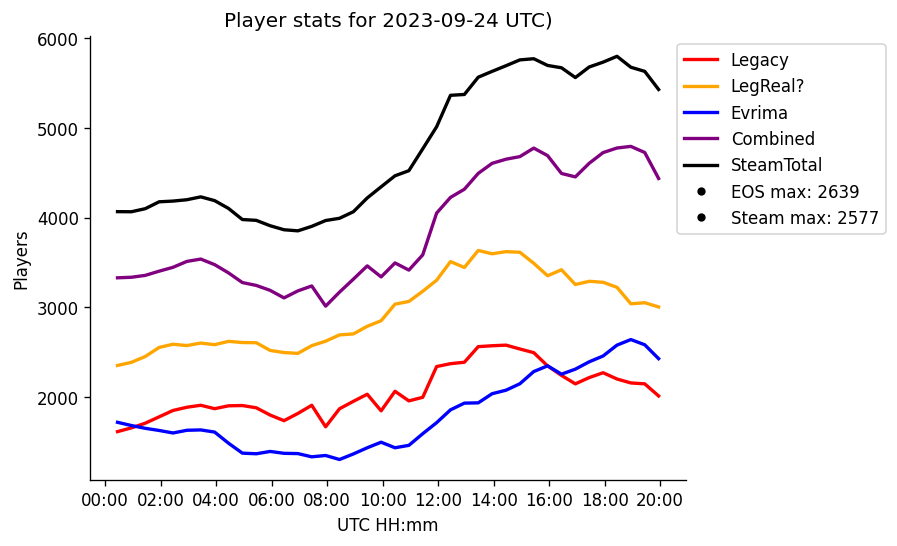 Player stats for 2023-09-24 UTC)
6000
5000
4000
3000
2000
Players
00:00 02:00 04:00 06:00 08:00 10:00 12:00 14:00 16:00 18:00 20:00
UTC HH:mm
Legacy
LegReal?
Evrima
Combined
SteamTotal
EOS max: 2639
Steam max: 2577